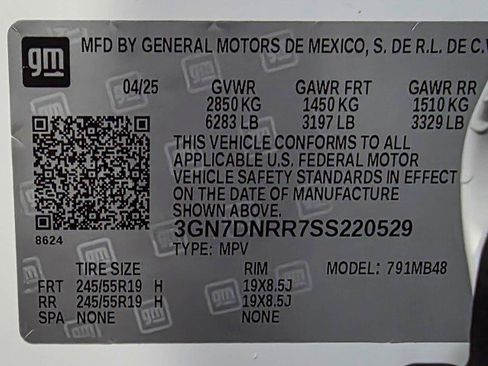 gm MFD BY GENERAL MOTORS DE MEXICO, S. DE R.L. DE C.V
04/25 GVWR GAWR FRT GAWR RR
2850 KG 1450 KG 1510 KG
6283 LB 3197 LB 3329 LB
THIS VEHICLE CONFORMS TO ALL
APPLICABLE U.S. FEDERAL MOTOR
VEHICLE SAFETY STANDARDS IN EFFECT
ON THE DATE OF MANUFACTURE
SHOWN ABOVE.
8624
3GN7DNRR7SS220529
TYPE: MPV
TIRE SIZE RIM MODEL: 791MB48
FRT 245/55R19 H 19X8.5J
RR 245/55R19 H 19X8.5J
SPA NONE NONE